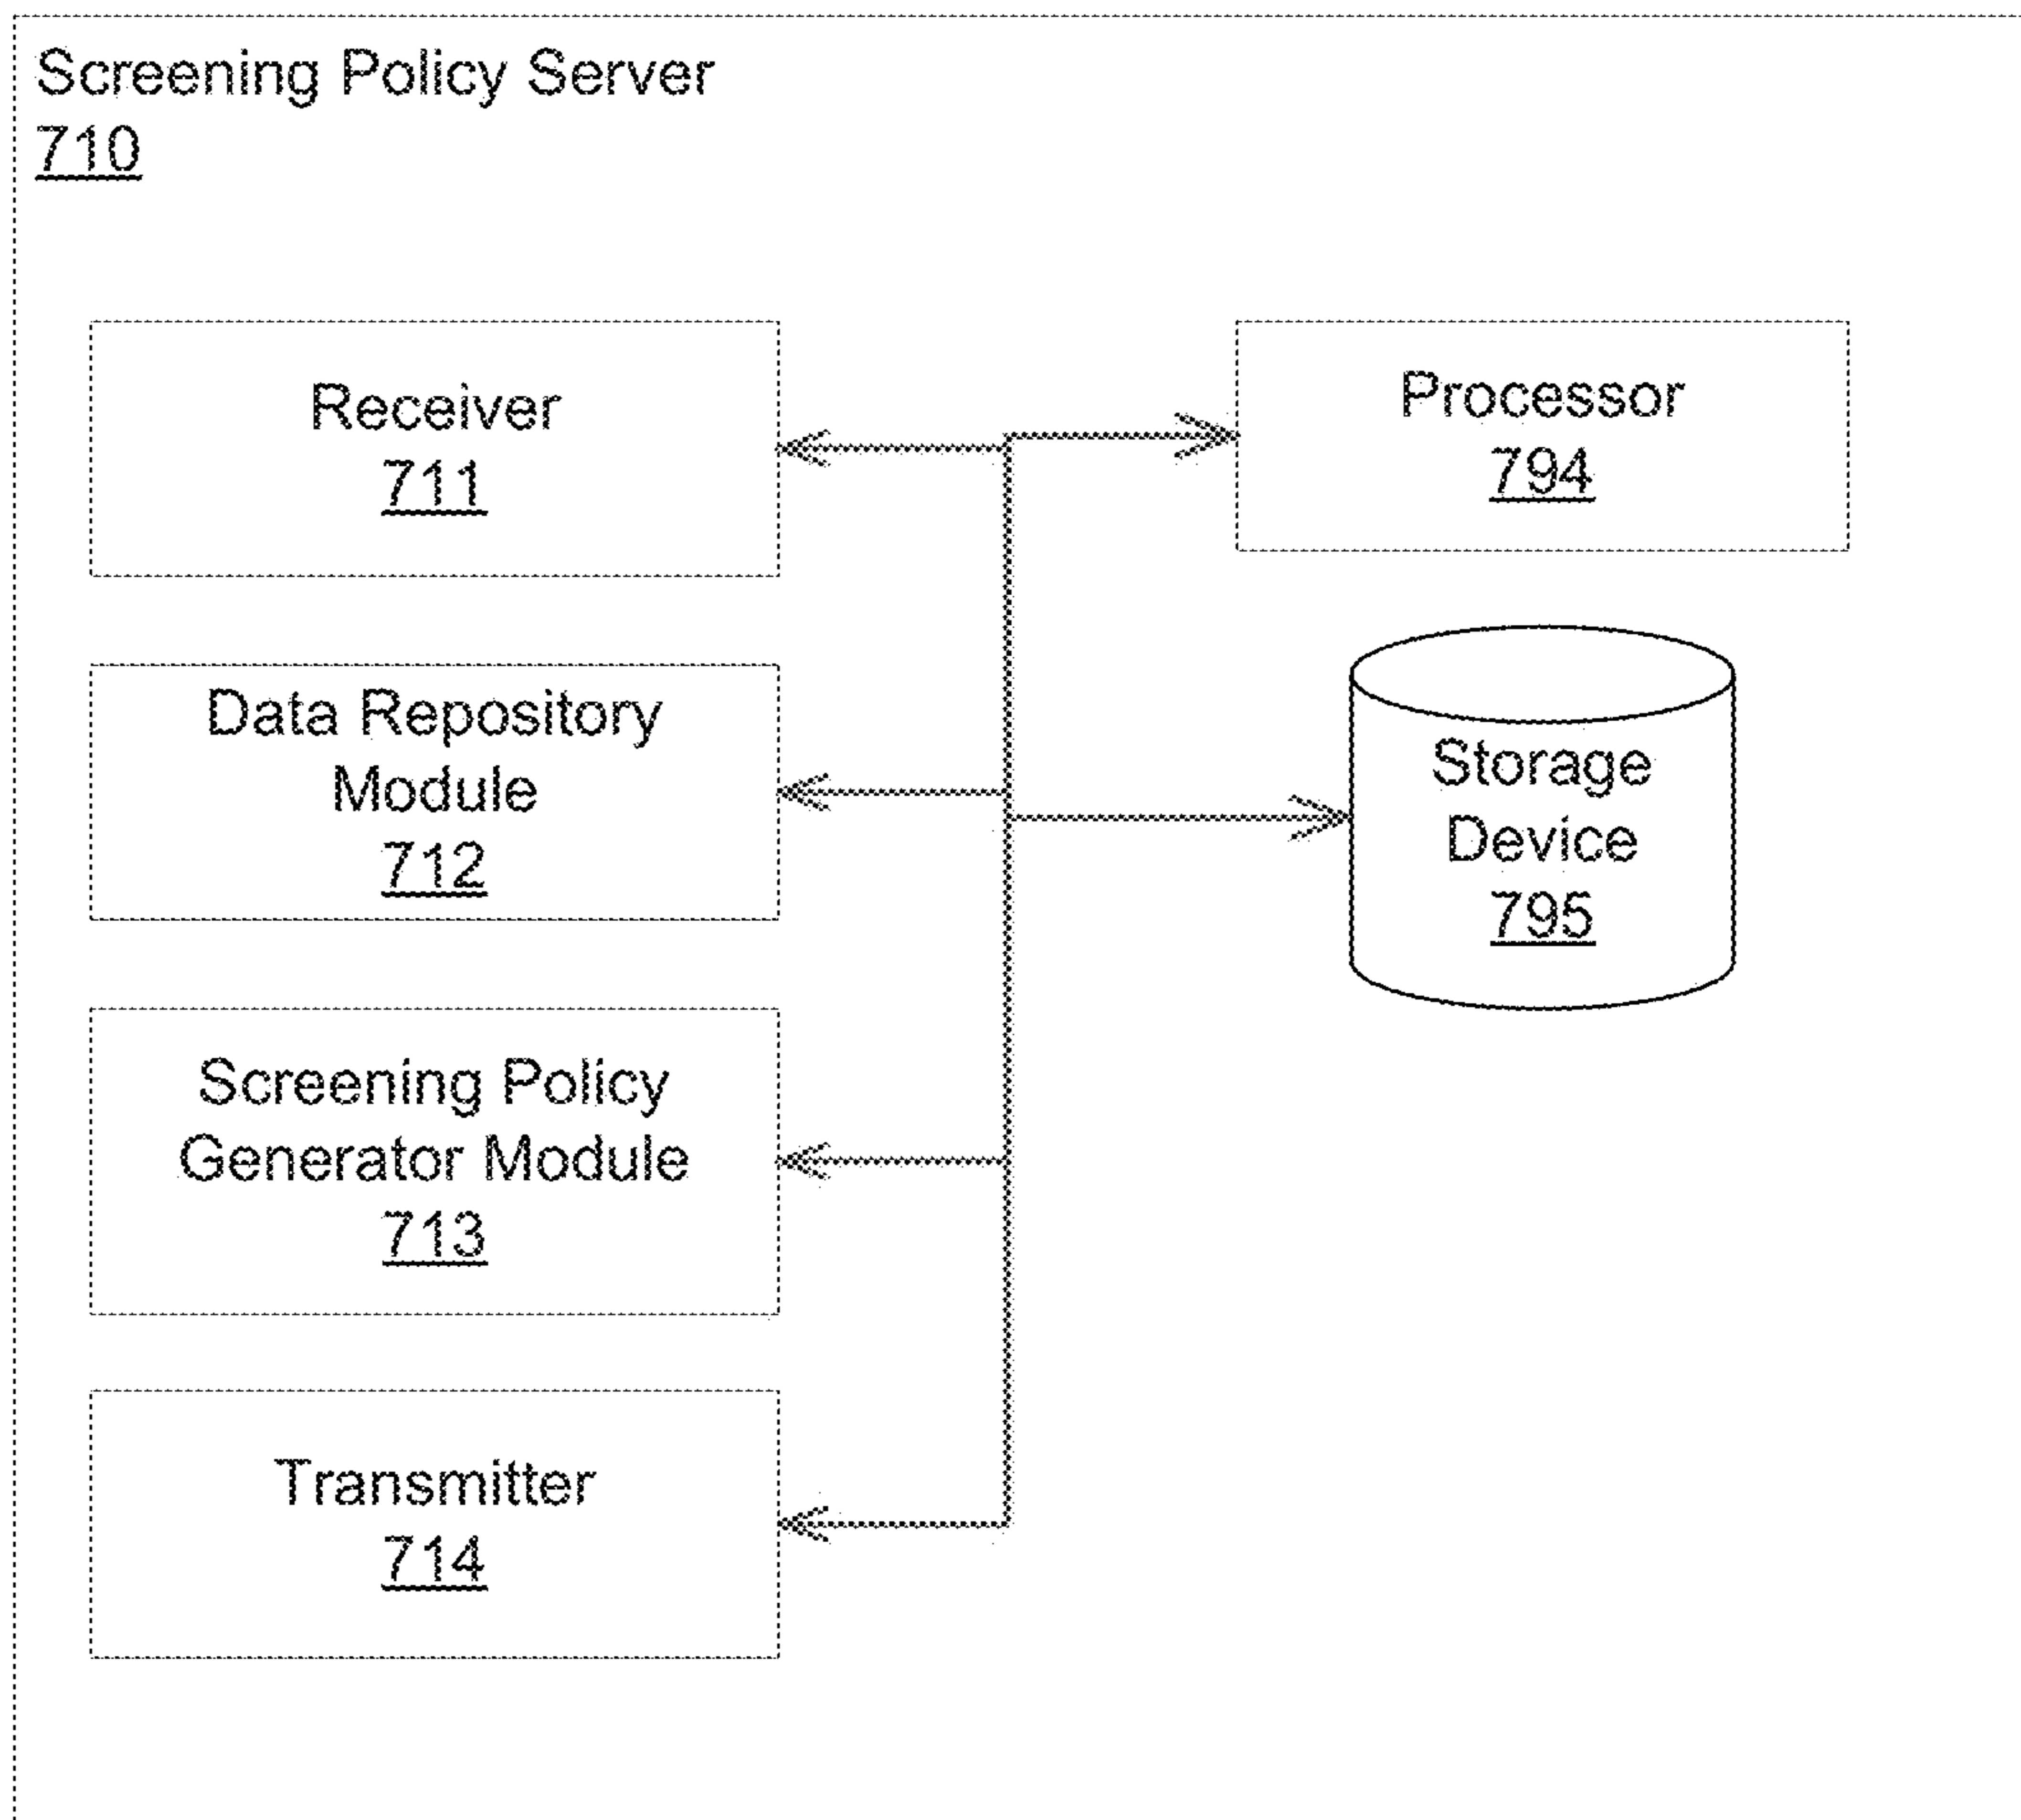 Screening Policy Server
710
Receiver
711
Processor
794
Data Repository
Module
712
Storage
Device
795
Screening Policy
Generator Module
713
Transmitter
714